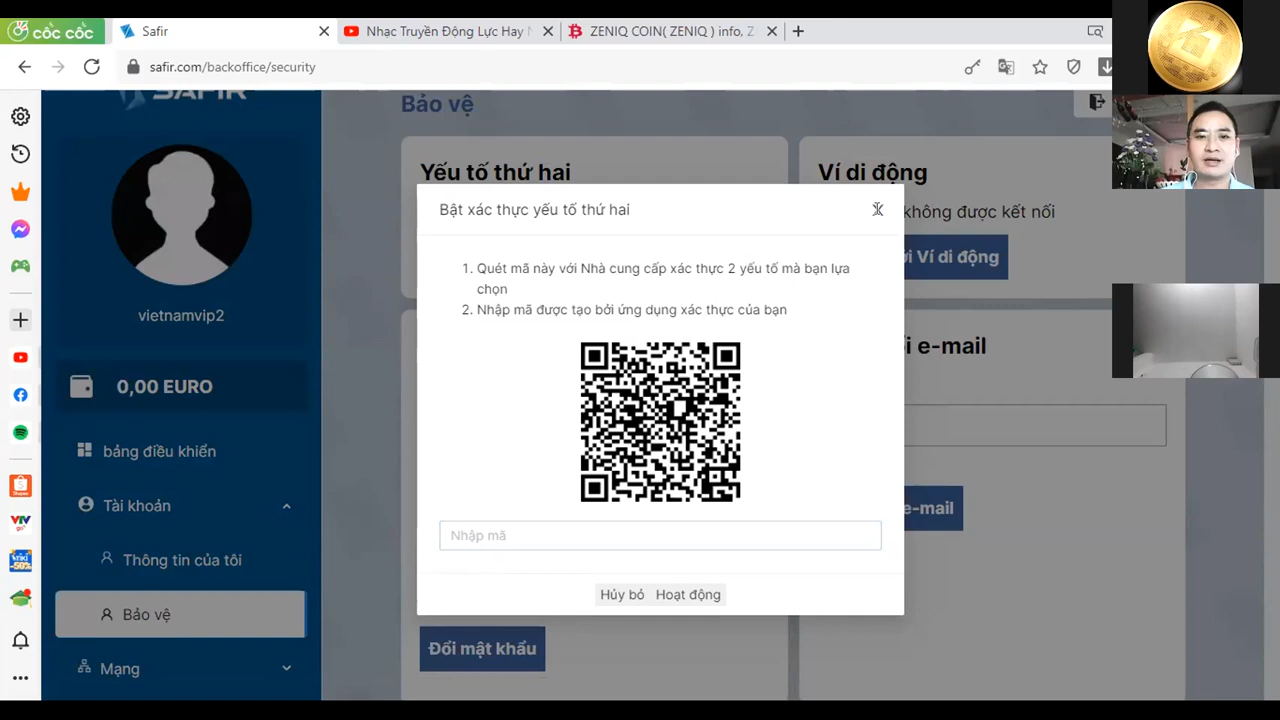 cốc cốc
Safir
Nhạc Truyền Động Lực Hay N
ZENIQ COIN( ZENIQ ) info, Z
safir.com/backoffice/security
SAFIR
vietnamvip2
0,00 EURO
bảng điều khiển
Tài khoản
Thông tin của tôi
Bảo vệ
Mạng
Bảo vệ
Yếu tố thứ hai
Ví di động
không được kết nối
Ví di động
Bật xác thực yếu tố thứ hai
1. Quét mã này với Nhà cung cấp xác thực 2 yếu tố mà bạn lựa
chọn
2. Nhập mã được tạo bởi ứng dụng xác thực của bạn
Nhập mã
Hủy bỏ Hoạt động
e-mail
e-mail
Đổi mật khẩu